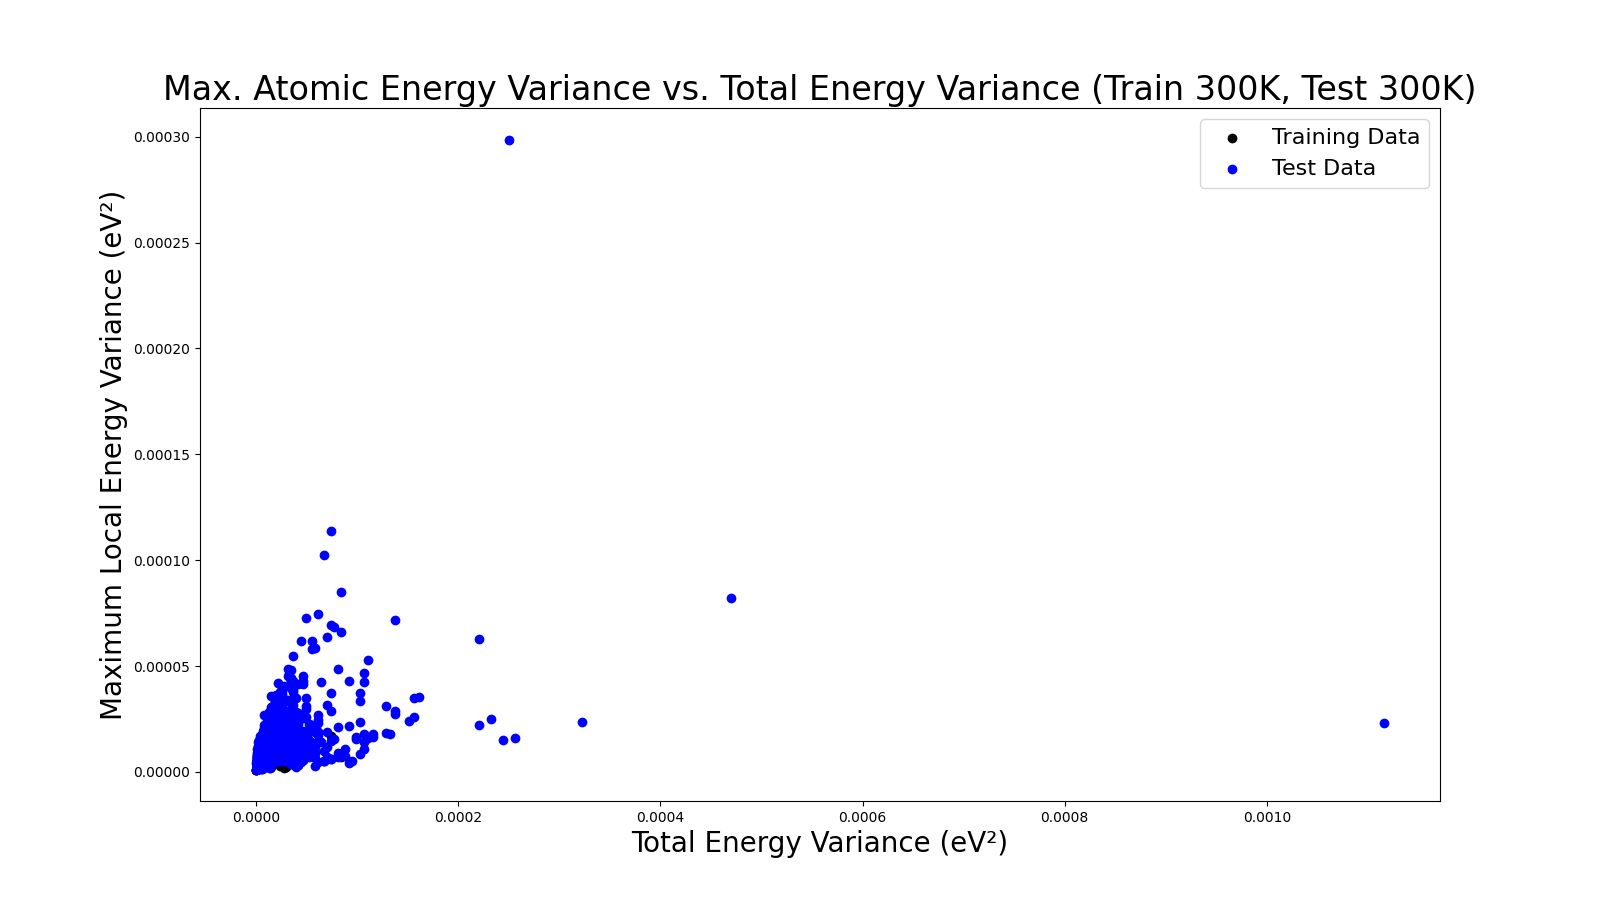 Max. Atomic Energy Variance vs. Total Energy Variance (Train 300K, Test 300K)
Training Data
Test Data
Maximum Local Energy Variance (eV²)
0.00030
0.00025
0.00020
0.00015
0.00010
0.00005
0.00000
0.0000 0.0002 0.0004 0.0006 0.0008 0.0010
Total Energy Variance (eV²)